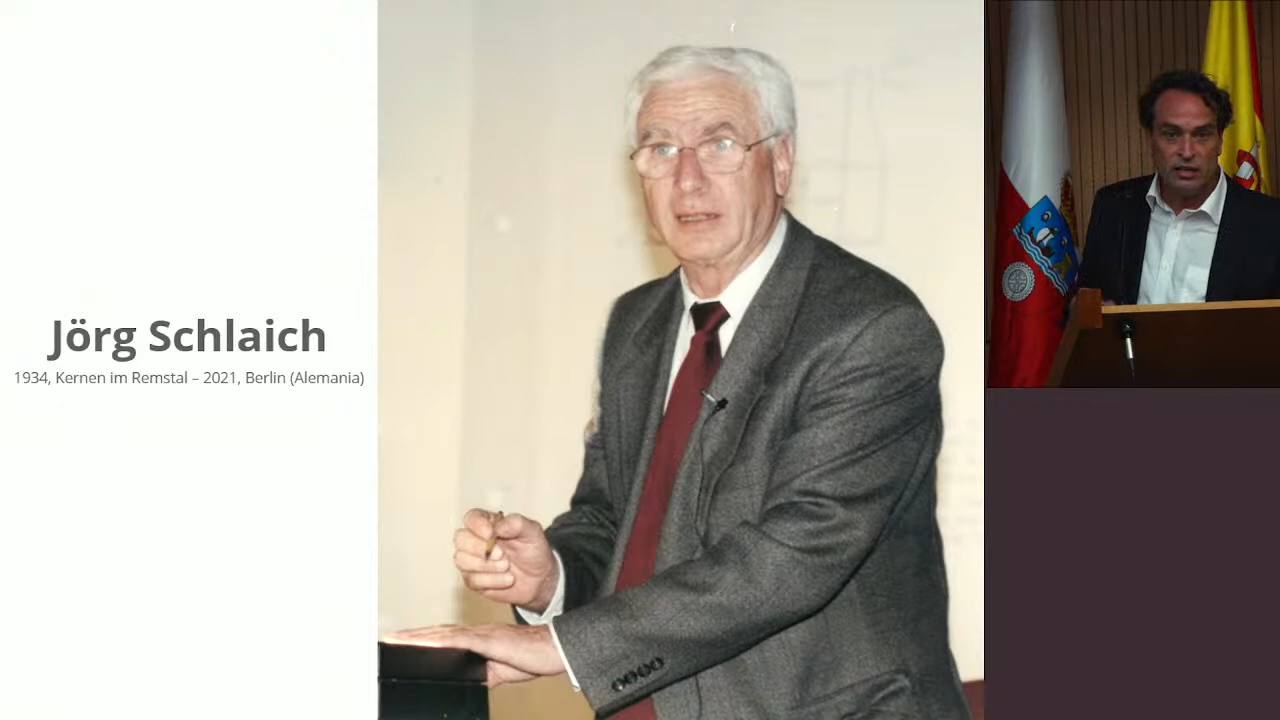 Jörg Schlaich
1934, Kernen im Remstal – 2021, Berlin (Alemania)